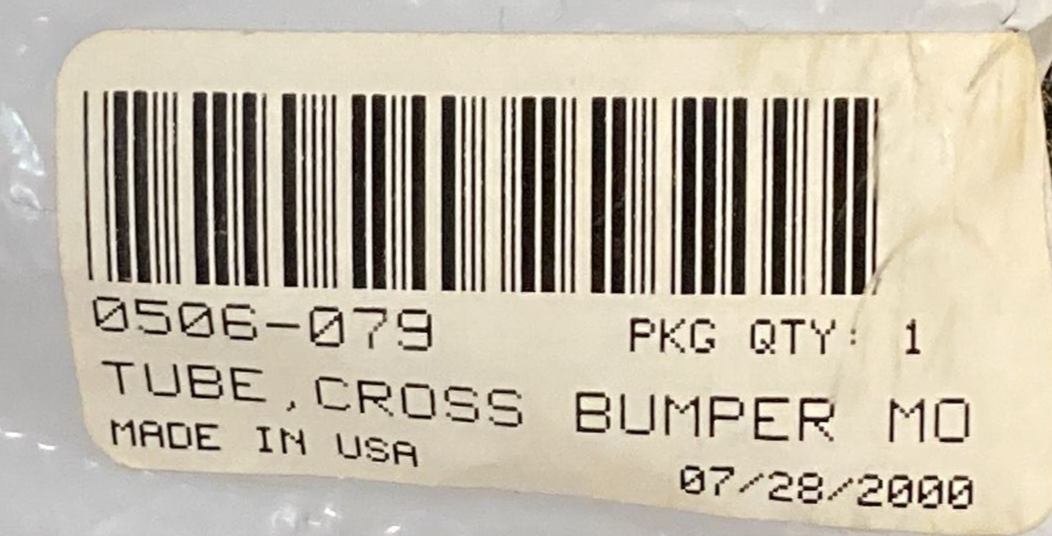 0506-079 PKG QTY: 1
TUBE,CROSS BUMPER MO
MADE IN USA 07/28/2000